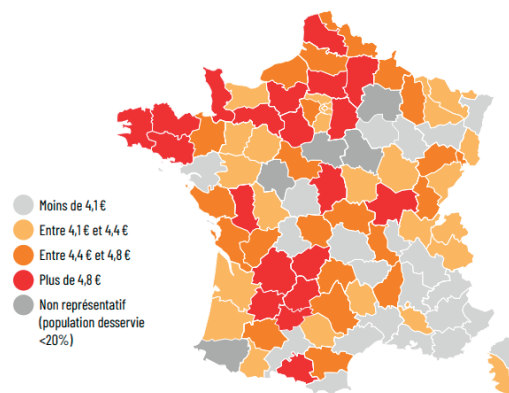 Moins de 4,1 €
Entre 4,1 € et 4,4 €
Entre 4,4 € et 4,8 €
Plus de 4,8 €
Non représentatif
(population desservie
<20%)